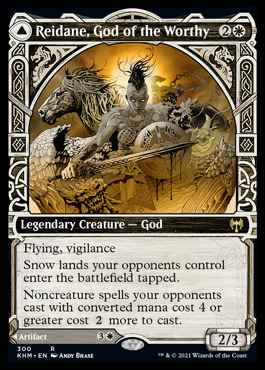 Reidane, God of the Worthy 2
Legendary Creature — God
Flying, vigilance
Snow lands your opponents control
enter the battlefield tapped.
Noncreature spells your opponents
cast with converted mana cost 4 or
greater cost 2 more to cast.
Artifact 3
2/3
300 R
KHM • EN ANDY BRASE
™ & © 2021 Wizards of the Coast